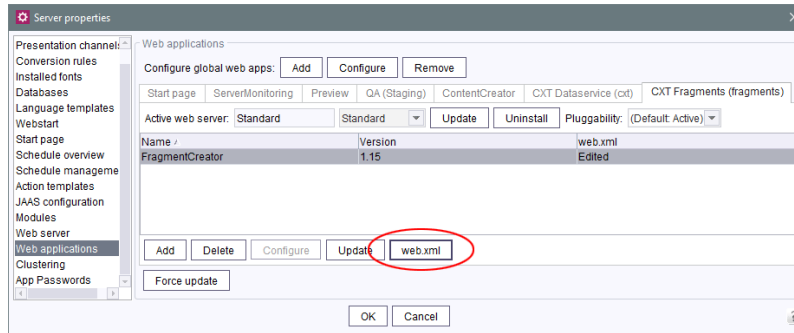 Server properties
Presentation channels
Conversion rules
Installed fonts
Databases
Language templates
Webstart
Start page
Schedule overview
Schedule manageme
Action templates
JAAS configuration
Modules
Web server
Web applications
Clustering
App Passwords
Web applications
Configure global web apps: Add Configure Remove
Start page ServerMonitoring Preview QA (Staging) ContentCreator CXT Dataservice (cxt) CXT Fragments (fragments)
Active web server: Standard Standard Update Uninstall Pluggability: (Default: Active)
Name / Version web.xml
FragmentCreator 1.15 Edited
Add Delete Configure Update web.xml
Force update
OK Cancel